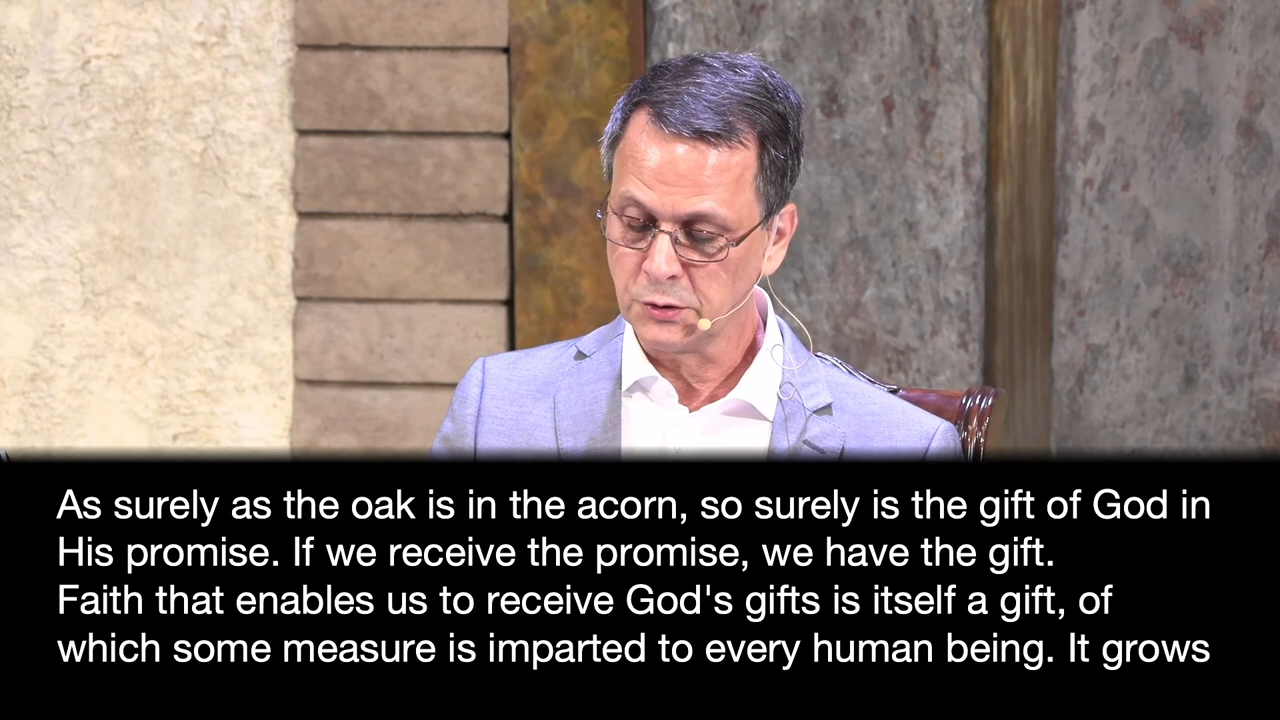 As surely as the oak is in the acorn, so surely is the gift of God in
His promise. If we receive the promise, we have the gift.
Faith that enables us to receive God's gifts is itself a gift, of
which some measure is imparted to every human being. It grows